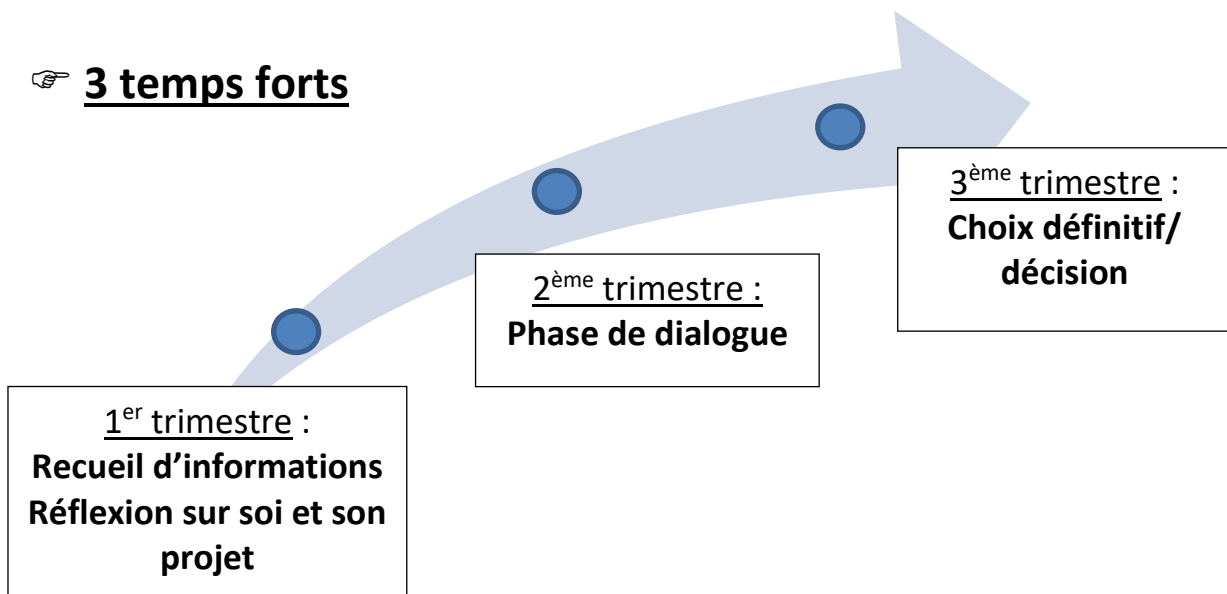 ☞ 3 temps forts
1er trimestre :
Recueil d’informations
Réflexion sur soi et son
projet
2ème trimestre :
Phase de dialogue
3ème trimestre :
Choix définitif/
décision